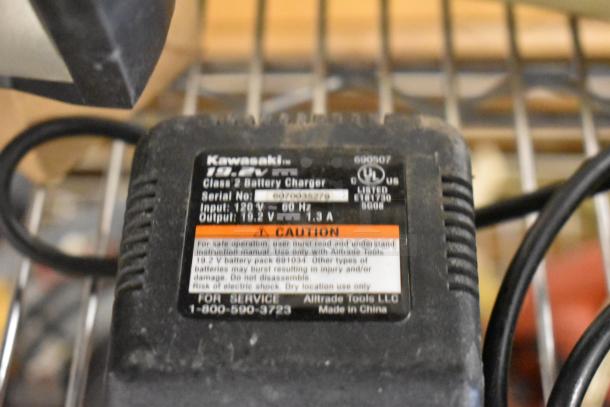 Kawasaki™ 690507
19.2V ⎓
Class 2 Battery Charger
C UL US
LISTED
Serial No: 6070035279
E181730
Input: 120 V ~ 60 Hz
5G08
Output: 19.2 V ⎓ 1.3 A
⚠ CAUTION
For safe operation, user must read and understand
instruction manual. Use only with Alltrade Tools
19.2 V battery pack 691034. Other types of
batteries may burst resulting in injury and/or
damage. Do not disassemble.
Risk of electric shock. Dry location use only
FOR SERVICE Alltrade Tools LLC
1-800-590-3723 Made in China